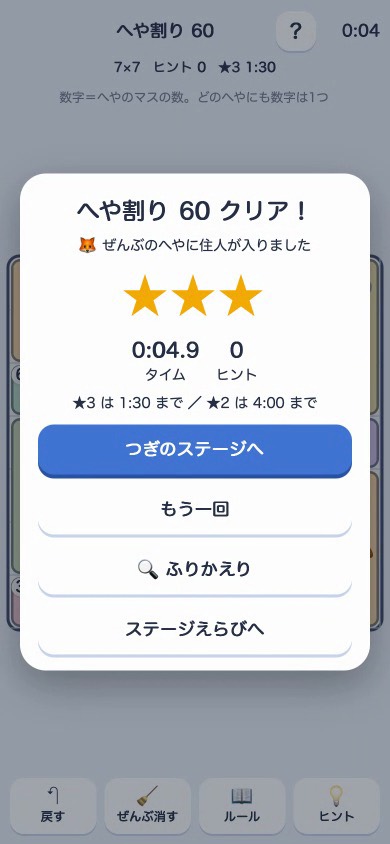 へや割り 60
?
0:04
7×7 ヒント 0 ★3 1:30
数字＝へやのマスの数。どのへやにも数字は1つ
へや割り 60 クリア！
ぜんぶのへやに住人が入りました
0:04.9 0
タイム ヒント
★3 は 1:30 まで ／ ★2 は 4:00 まで
つぎのステージへ
もう一回
ふりかえり
ステージえらびへ
戻す
ぜんぶ消す
ルール
ヒント